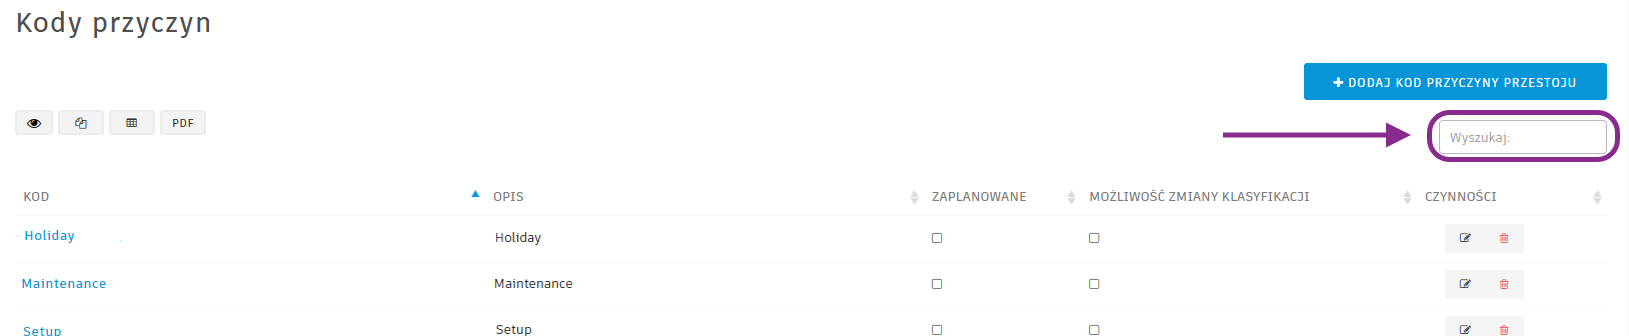 Kody przyczyn
DODAJ KOD PRZYCZYNY PRZESTOJU
PDF
Wyszukaj:
KOD OPIS ZAPLANOWANE MOŻLIWOŚĆ ZMIANY KLASYFIKACJI CZYNNOŚCI
Holiday Holiday
Maintenance Maintenance
Setup Setup